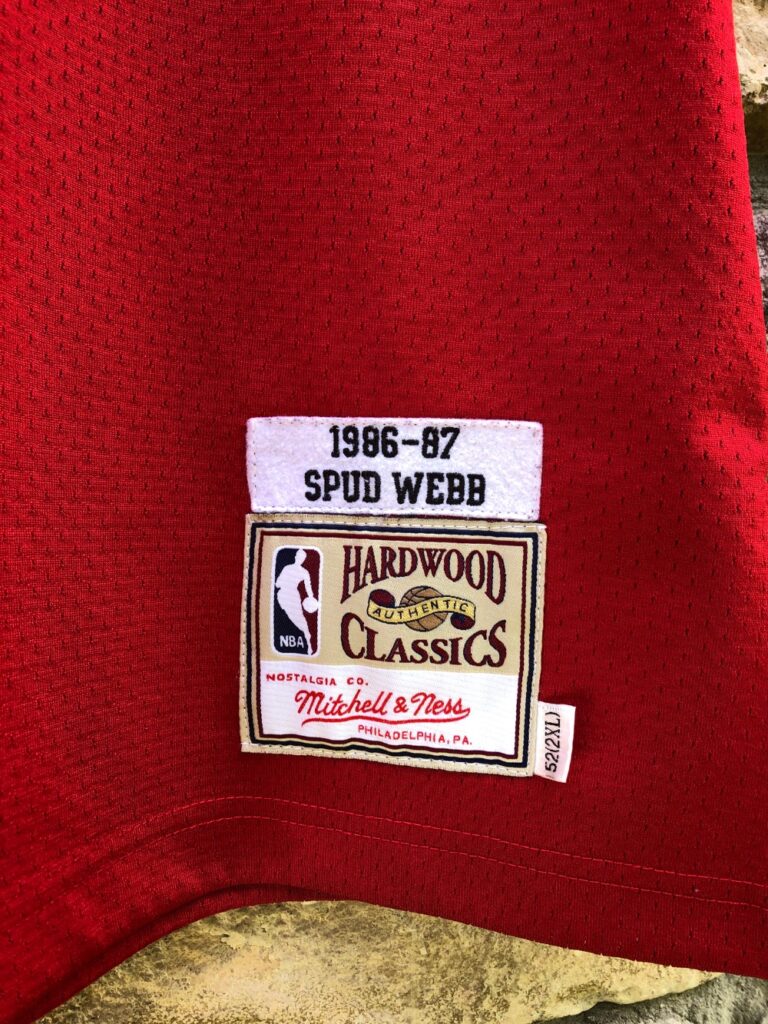 1986-87
SPUD WEBB
HARDWOOD
AUTHENTIC
CLASSICS
NBA
NOSTALGIA CO.
Mitchell & Ness
PHILADELPHIA, PA.
52(2XL)